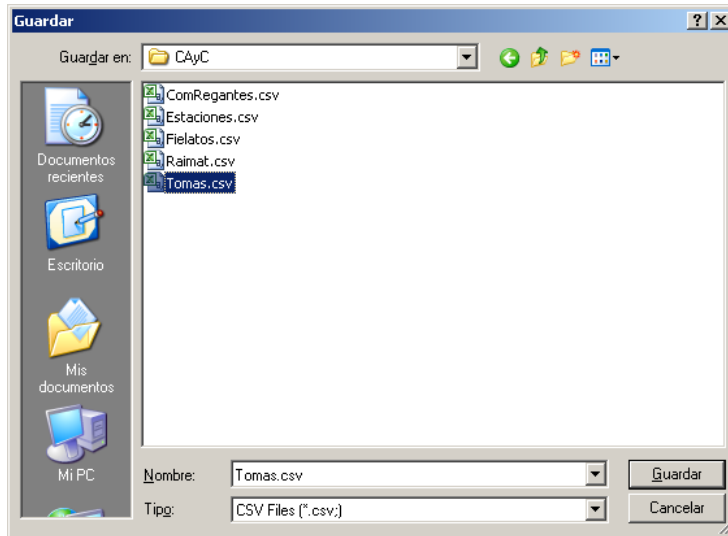 Guardar
Guardar en: CAyC
ComRegantes.csv
Estaciones.csv
Fielatos.csv
Raimat.csv
Tomas.csv
Documentos
recientes
Escritorio
Mis
documentos
Mi PC
Nombre: Tomas.csv Guardar
Tipo: CSV Files (*.csv;) Cancelar